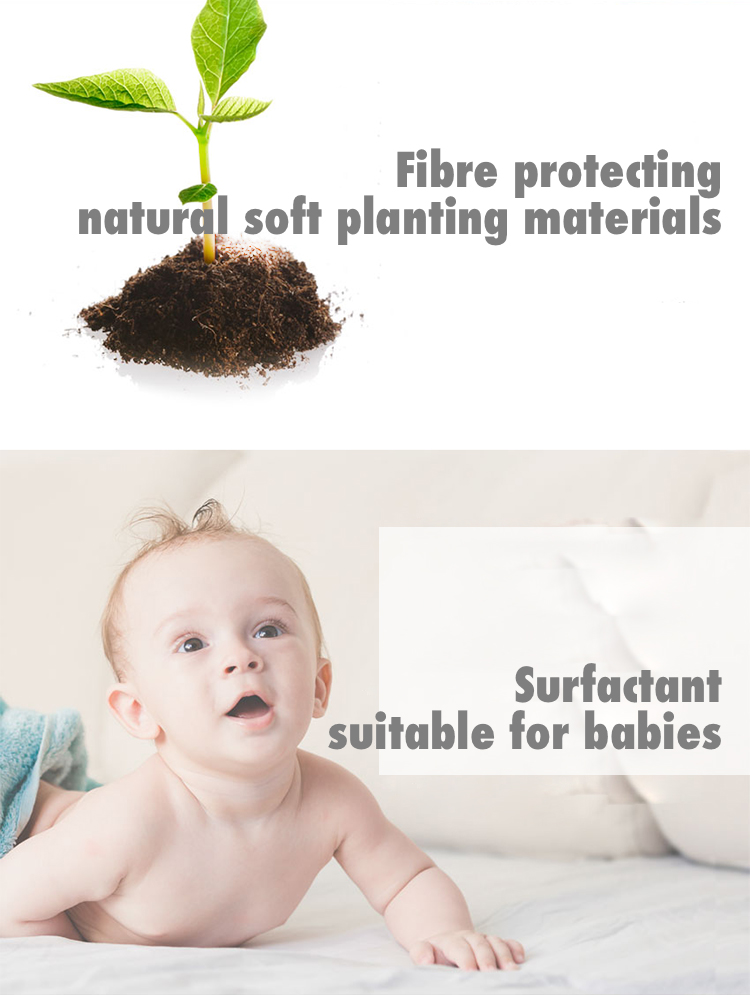 Fibre protecting
natural soft planting materials
Surfactant
suitable for babies